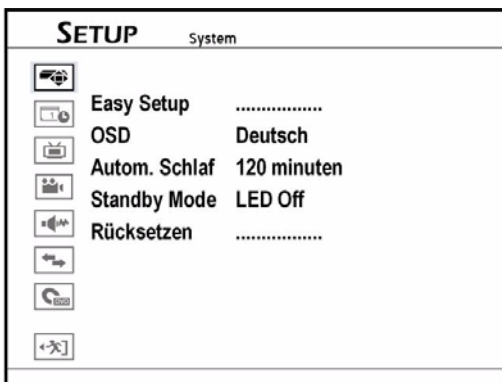 SETUP System
Easy Setup .................
OSD Deutsch
Autom. Schlaf 120 minuten
Standby Mode LED Off
Rücksetzen .................